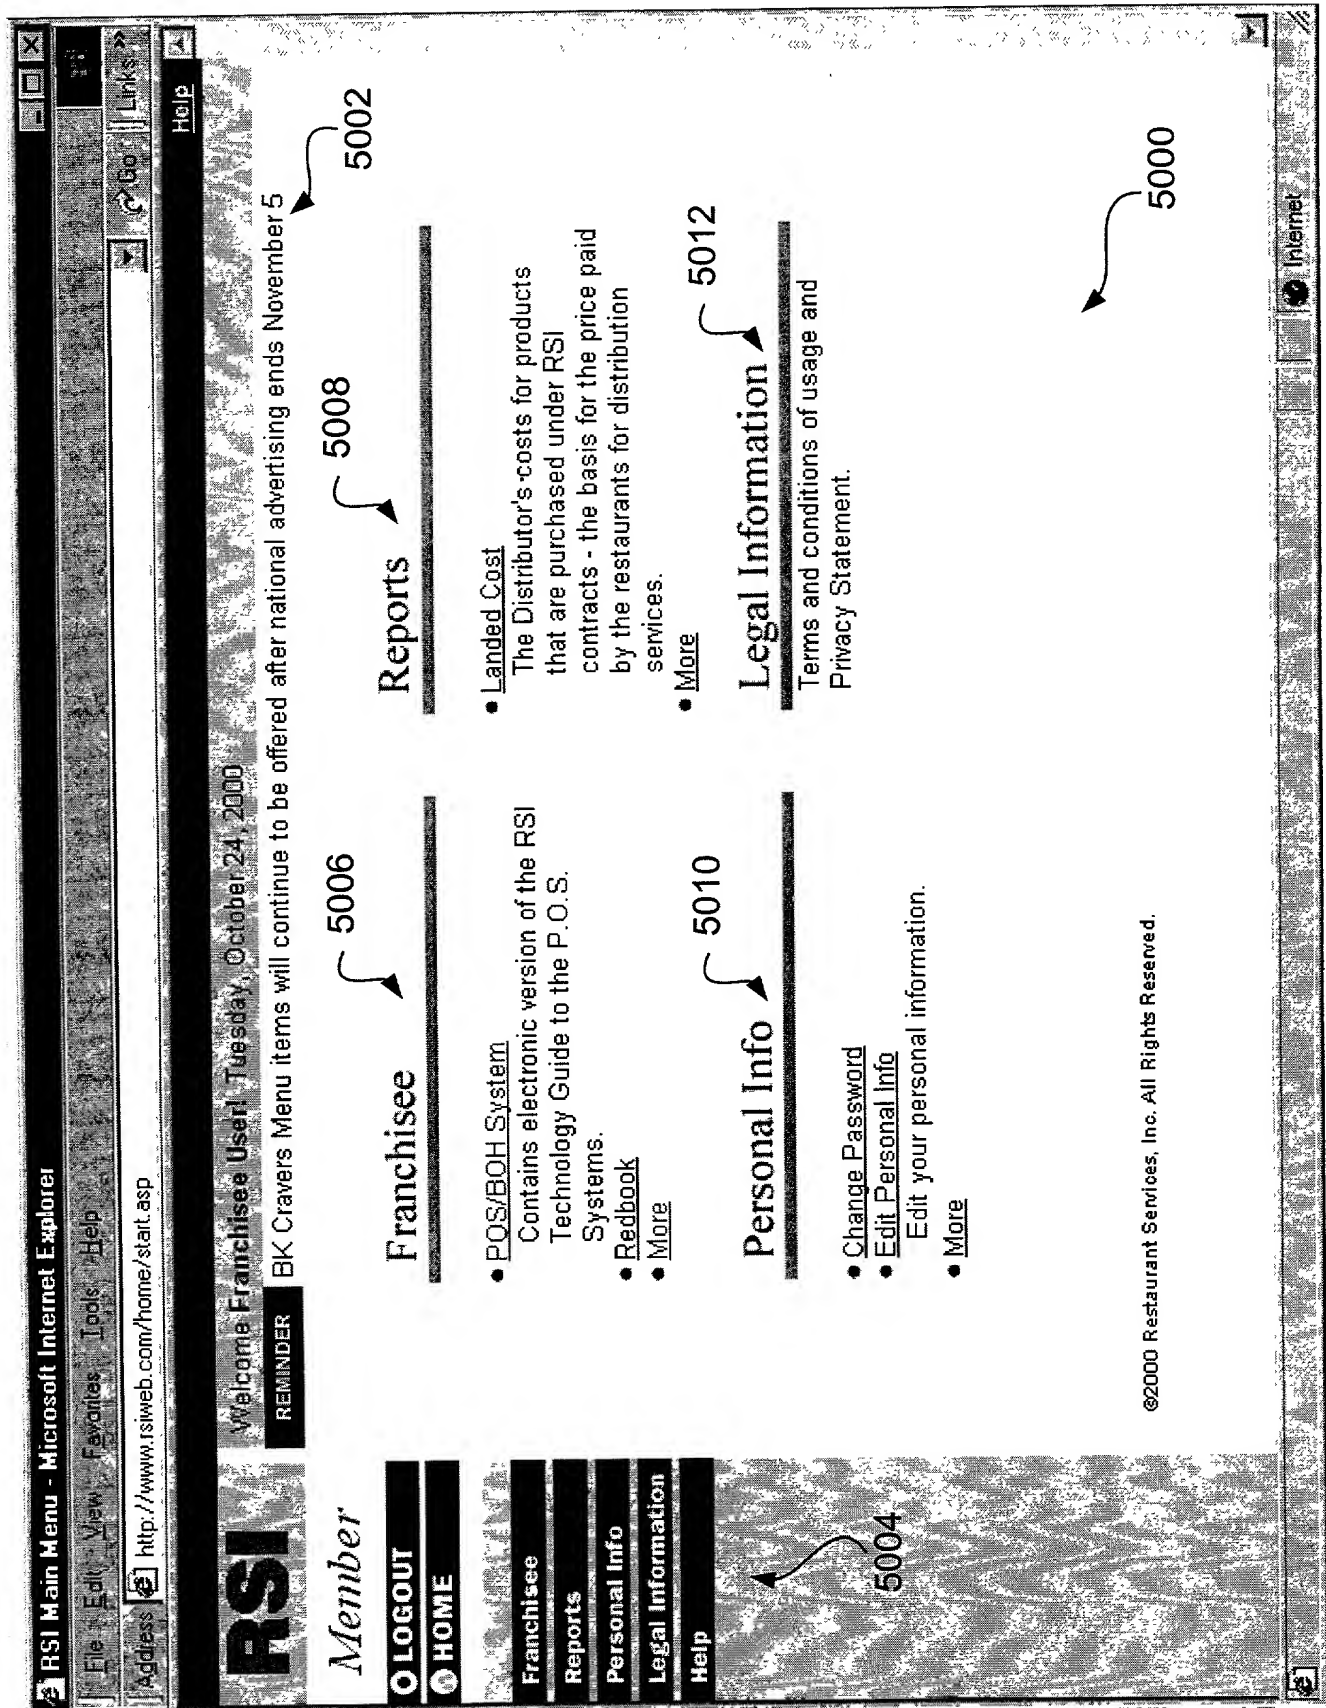 RSI Main Menu - Microsoft Internet Explorer
File Edit View Favorites Tools Help
Address http://www.rsiweb.com/home/start.asp Go Links »
Help
RSI
Welcome Franchisee User! Tuesday, October 24, 2000
REMINDER BK Cravers Menu items will continue to be offered after national advertising ends November 5
5002
Member
LOGOUT
HOME
Franchisee
Reports
Personal Info
Legal Information
Help
5004
5006
Franchisee
• POS/BOH System
Contains electronic version of the RSI
Technology Guide to the P.O.S.
Systems.
• Redbook
• More
5008
Reports
• Landed Cost
The Distributor's costs for products
that are purchased under RSI
contracts - the basis for the price paid
by the restaurants for distribution
services.
• More
5010
Personal Info
• Change Password
• Edit Personal Info
Edit your personal information.
• More
5012
Legal Information
Terms and conditions of usage and
Privacy Statement.
5000
©2000 Restaurant Services, Inc. All Rights Reserved.
Internet